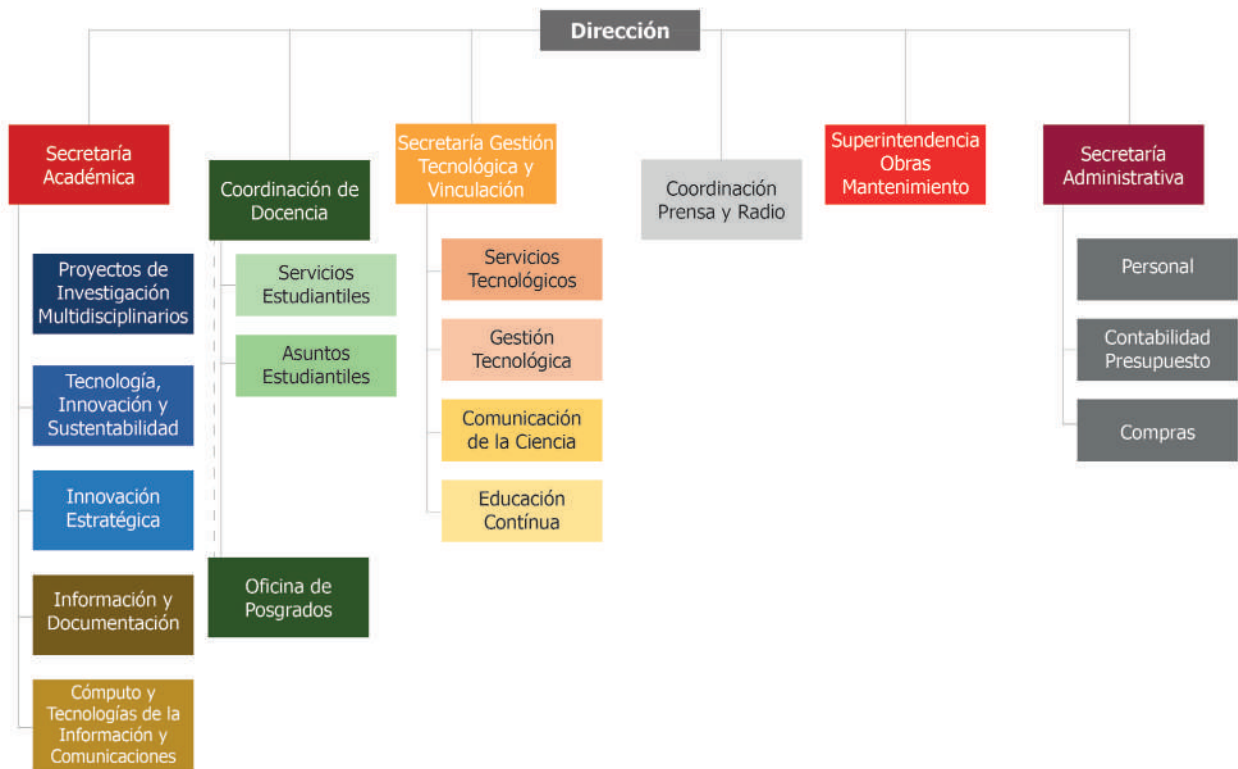 Dirección
Secretaría
Académica
Proyectos de
Investigación
Multidisciplinarios
Tecnología,
Innovación y
Sustentabilidad
Innovación
Estratégica
Información y
Documentación
Cómputo y
Tecnologías de la
Información y
Comunicaciones
Coordinación de
Docencia
Servicios
Estudiantiles
Asuntos
Estudiantiles
Oficina de
Posgrados
Secretaría Gestión
Tecnológica y
Vinculación
Servicios
Tecnológicos
Gestión
Tecnológica
Comunicación
de la Ciencia
Educación
Contínua
Coordinación
Prensa y Radio
Superintendencia
Obras
Mantenimiento
Secretaría
Administrativa
Personal
Contabilidad
Presupuesto
Compras